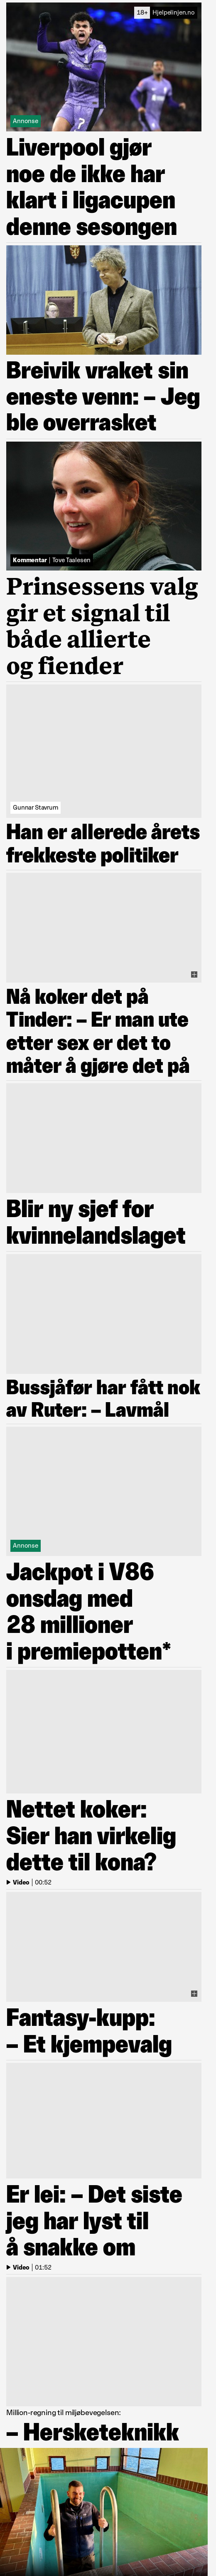 18+ Hjelpelinjen.no
Annonse
Liverpool gjør
noe de ikke har
klart i ligacupen
denne sesongen
Breivik vraket sin
eneste venn: – Jeg
ble overrasket
Kommentar | Tove Taalesen
Prinsessens valg
gir et signal til
både allierte
og fiender
Gunnar Stavrum
Han er allerede årets
frekkeste politiker
Nå koker det på
Tinder: – Er man ute
etter sex er det to
måter å gjøre det på
Blir ny sjef for
kvinnelandslaget
Bussjåfør har fått nok
av Ruter: – Lavmål
Annonse
Jackpot i V86
onsdag med
28 millioner
i premiepotten*
Nettet koker:
Sier han virkelig
dette til kona?
Video | 00:52
Fantasy-kupp:
– Et kjempevalg
Er lei: – Det siste
jeg har lyst til
å snakke om
Video | 01:52
Million-regning til miljøbevegelsen:
– Hersketeknikk